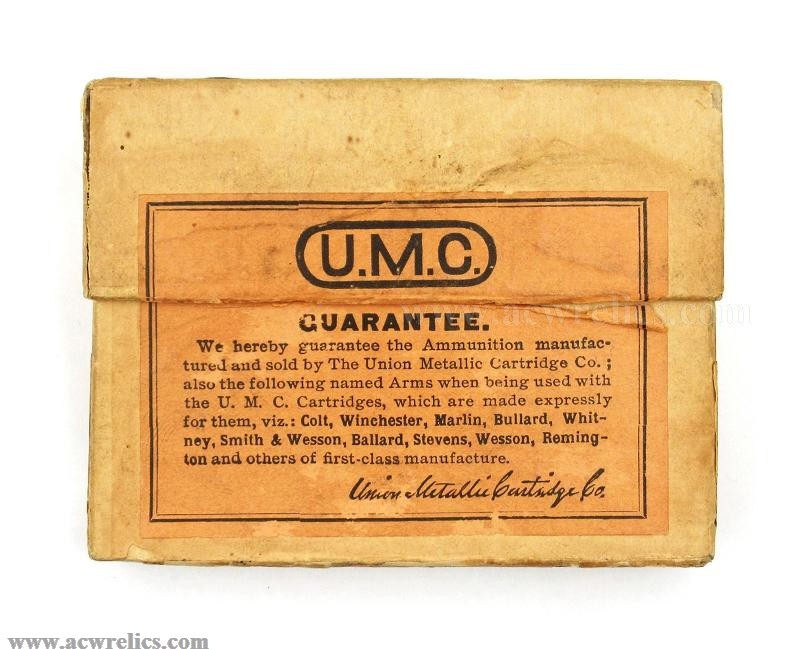 U.M.C.
GUARANTEE.
We hereby guarantee the Ammunition manufac-
tured and sold by The Union Metallic Cartridge Co.;
also the following named Arms when being used with
the U. M. C. Cartridges, which are made expressly
for them, viz.: Colt, Winchester, Marlin, Bullard, Whit-
ney, Smith & Wesson, Ballard, Stevens, Wesson, Reming-
ton and others of first-class manufacture.
Union Metallic Cartridge Co.
www.acwrelics.com